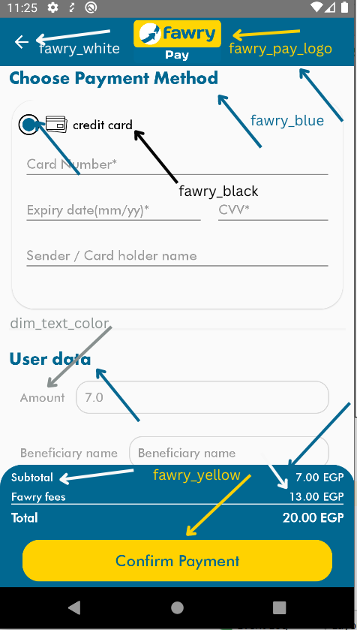 11:25
fawry_white
fawry
Pay
fawry_pay_logo
Choose Payment Method
fawry_blue
credit card
Card Number*
fawry_black
Expiry date(mm/yy)*
CVV*
Sender / Card holder name
dim_text_color
User data
Amount
7.0
Beneficiary name
Beneficiary name
Subtotal
fawry_yellow
7.00 EGP
Fawry fees
13.00 EGP
Total
20.00 EGP
Confirm Payment